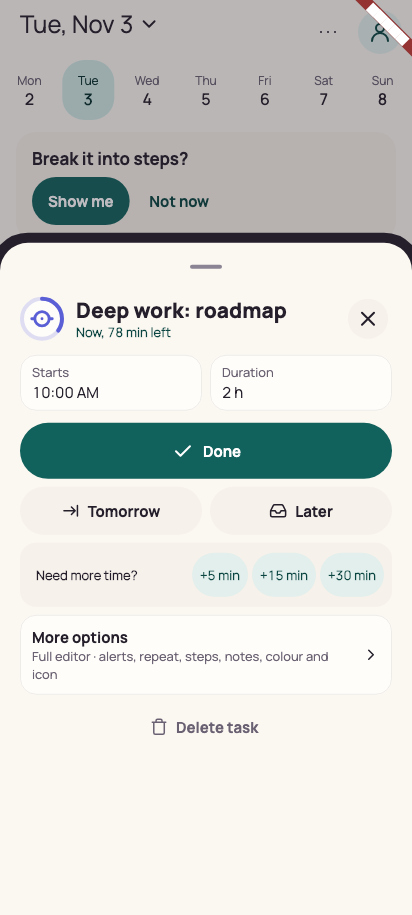 Tue, Nov 3
...
Mon Tue Wed Thu Fri Sat Sun
2 3 4 5 6 7 8
Break it into steps?
Show me Not now
Deep work: roadmap
Now, 78 min left
Starts Duration
10:00 AM 2 h
Done
Tomorrow Later
Need more time? +5 min +15 min +30 min
More options
Full editor · alerts, repeat, steps, notes, colour and
icon
Delete task